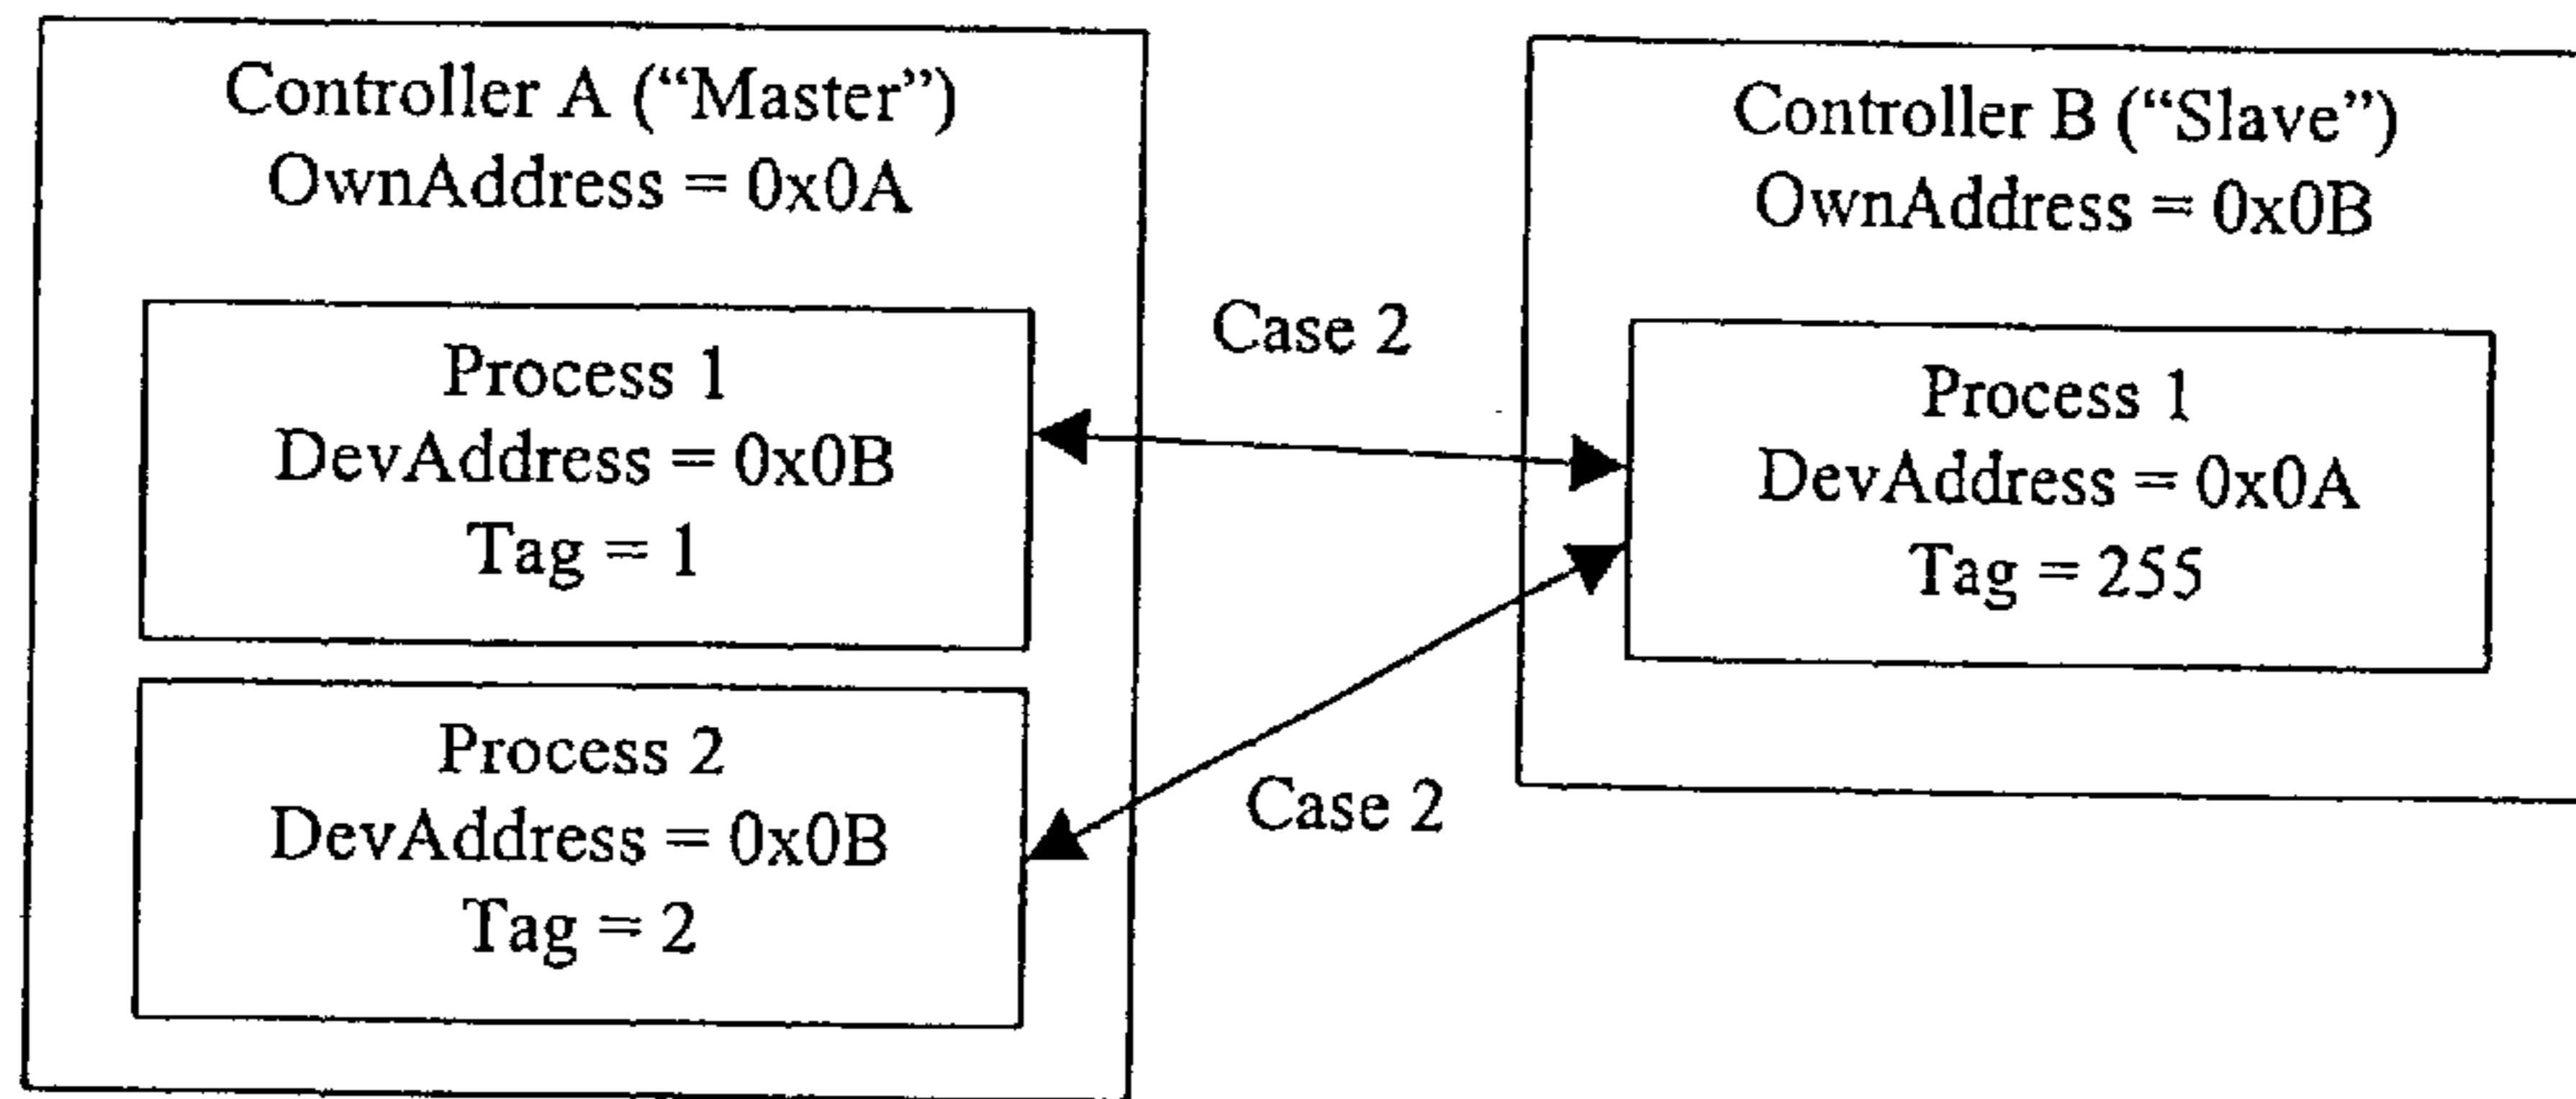 Controller A (“Master”)
OwnAddress = 0x0A
Process 1
DevAddress = 0x0B
Tag = 1
Process 2
DevAddress = 0x0B
Tag = 2
Case 2
Case 2
Controller B (“Slave”)
OwnAddress = 0x0B
Process 1
DevAddress = 0x0A
Tag = 255